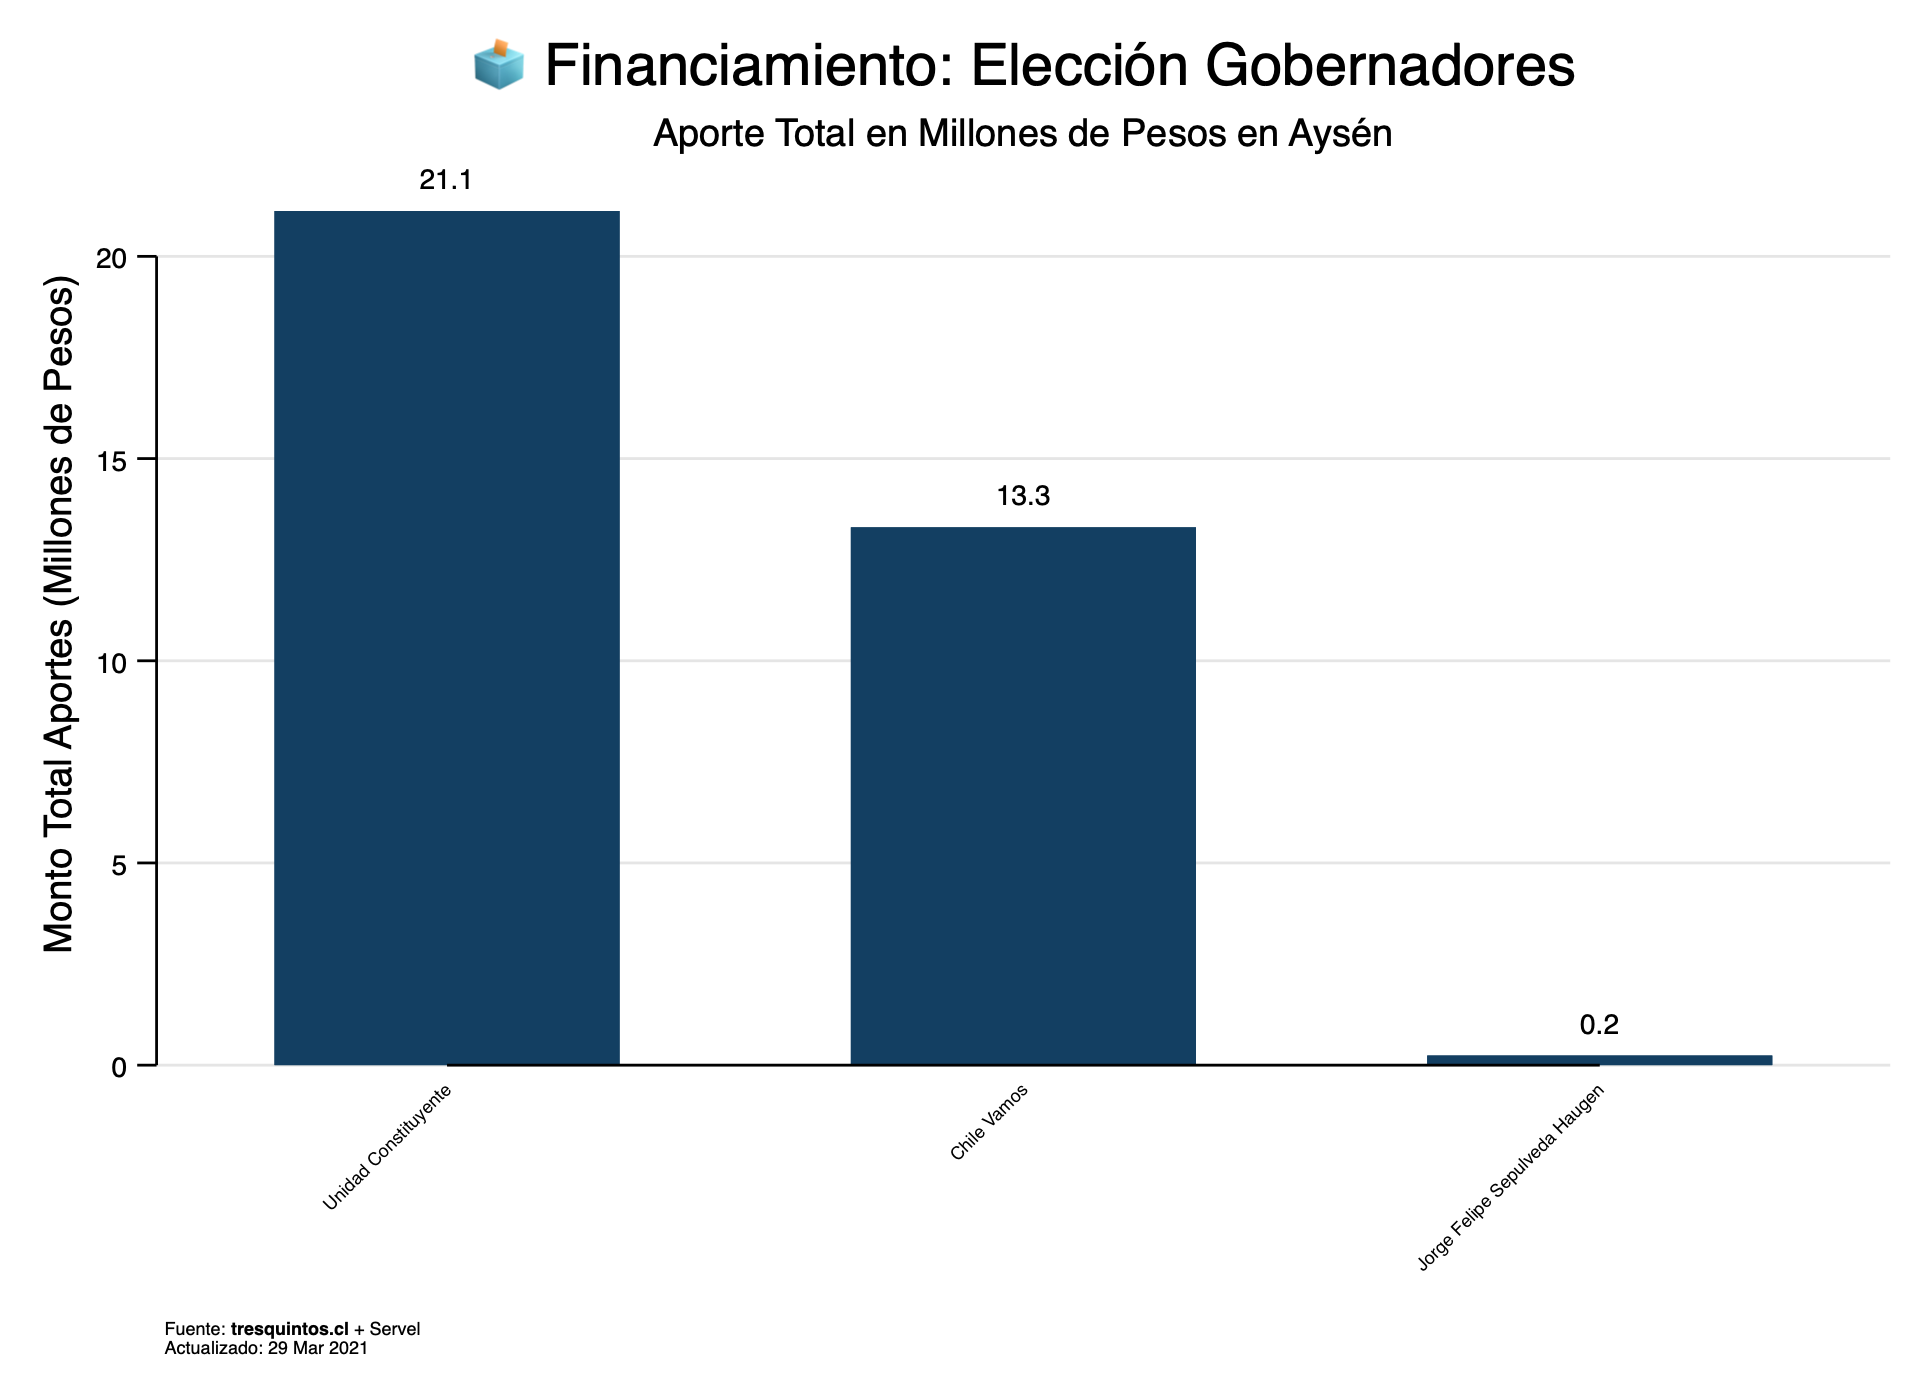 Financiamiento: Elección Gobernadores
Aporte Total en Millones de Pesos en Aysén
Monto Total Aportes (Millones de Pesos)
20
15
10
5
0
21.1
13.3
0.2
Unidad Constituyente
Chile Vamos
Jorge Felipe Sepulveda Haugen
Fuente: tresquintos.cl + Servel
Actualizado: 29 Mar 2021